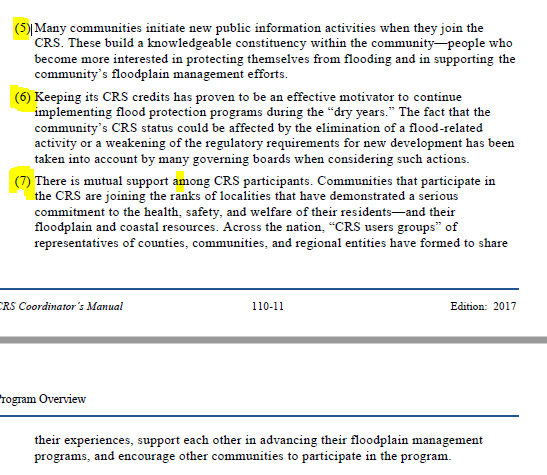 (5) Many communities initiate new public information activities when they join the
CRS. These build a knowledgeable constituency within the community—people who
become more interested in protecting themselves from flooding and in supporting the
community's floodplain management efforts.
(6) Keeping its CRS credits has proven to be an effective motivator to continue
implementing flood protection programs during the “dry years.” The fact that the
community's CRS status could be affected by the elimination of a flood-related
activity or a weakening of the regulatory requirements for new development has been
taken into account by many governing boards when considering such actions.
(7) There is mutual support among CRS participants. Communities that participate in
the CRS are joining the ranks of localities that have demonstrated a serious
commitment to the health, safety, and welfare of their residents—and their
floodplain and coastal resources. Across the nation, “CRS users groups” of
representatives of counties, communities, and regional entities have formed to share
CRS Coordinator's Manual 110-11 Edition: 2017
rogram Overview
their experiences, support each other in advancing their floodplain management
programs, and encourage other communities to participate in the program.